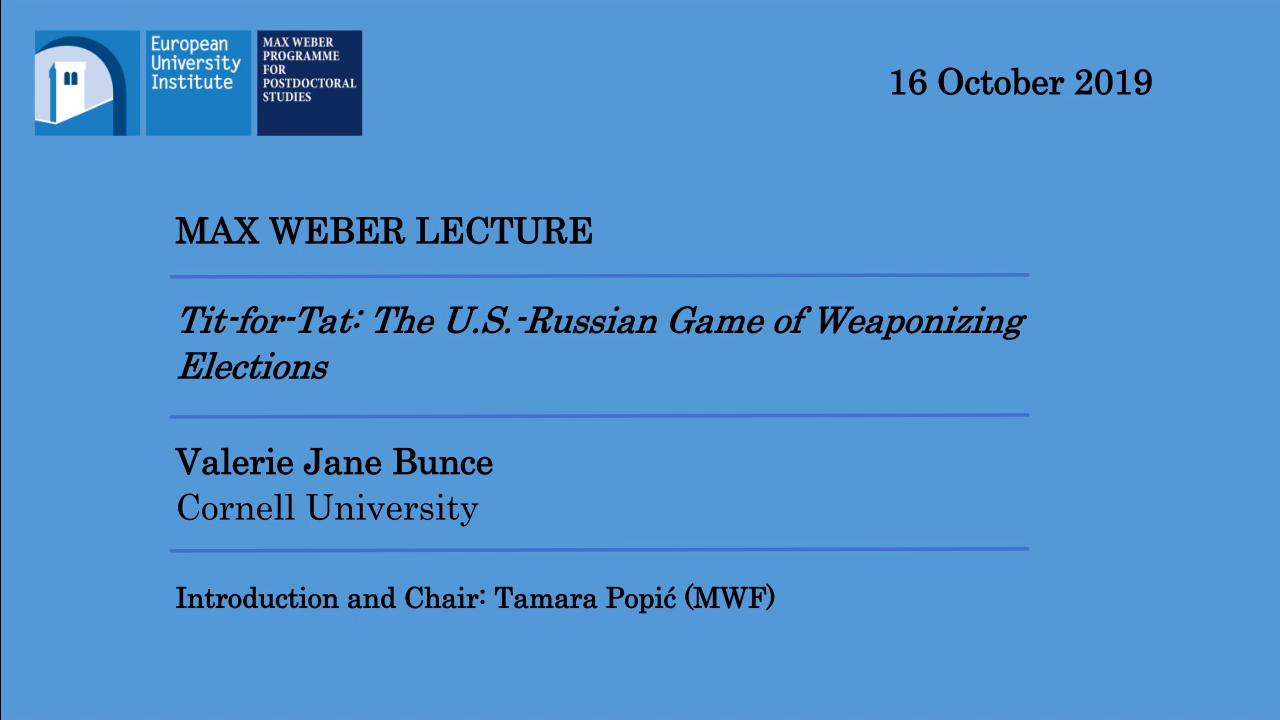 European
University
Institute
MAX WEBER
PROGRAMME
FOR
POSTDOCTORAL
STUDIES
16 October 2019
MAX WEBER LECTURE
Tit-for-Tat: The U.S.-Russian Game of Weaponizing
Elections
Valerie Jane Bunce
Cornell University
Introduction and Chair: Tamara Popić (MWF)